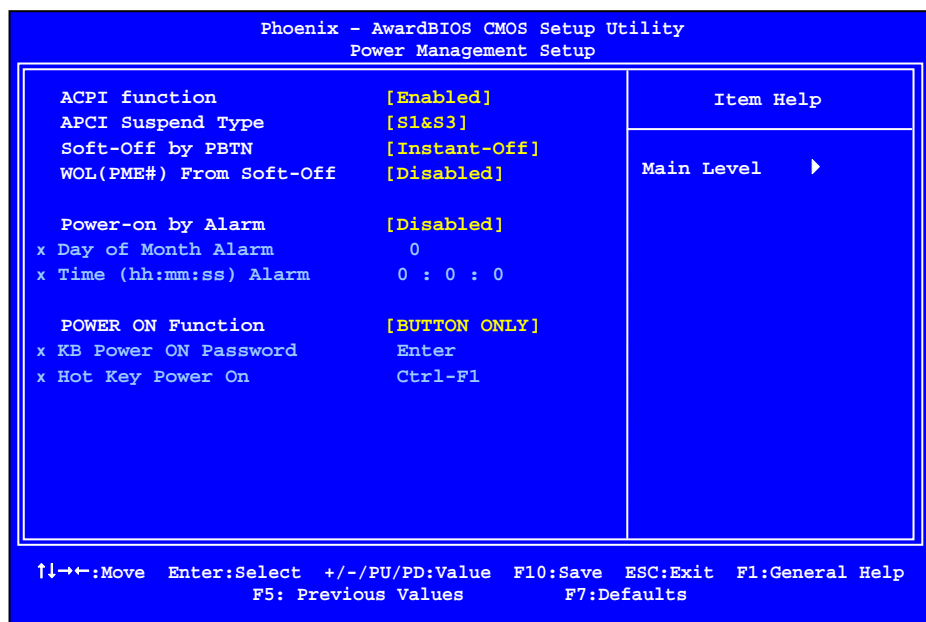 Phoenix – AwardBIOS CMOS Setup Utility
Power Management Setup
ACPI function [Enabled]
APCI Suspend Type [S1&S3]
Soft-Off by PBTN [Instant-Off]
WOL(PME#) From Soft-Off [Disabled]
Power-on by Alarm [Disabled]
x Day of Month Alarm 0
x Time (hh:mm:ss) Alarm 0 : 0 : 0
POWER ON Function [BUTTON ONLY]
x KB Power ON Password Enter
x Hot Key Power On Ctrl-F1
Item Help
Main Level
↑↓→←:Move Enter:Select +/-/PU/PD:Value F10:Save ESC:Exit F1:General Help
F5: Previous Values F7:Defaults